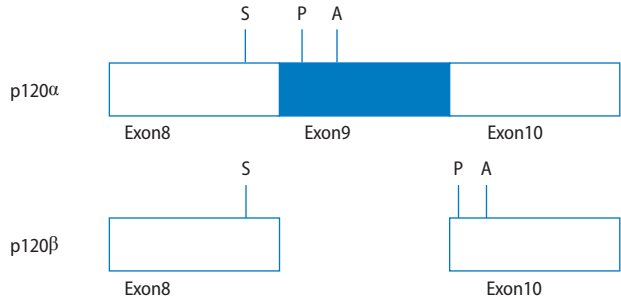 S P A
p120α
Exon8 Exon9 Exon10
S P A
p120β
Exon8 Exon10